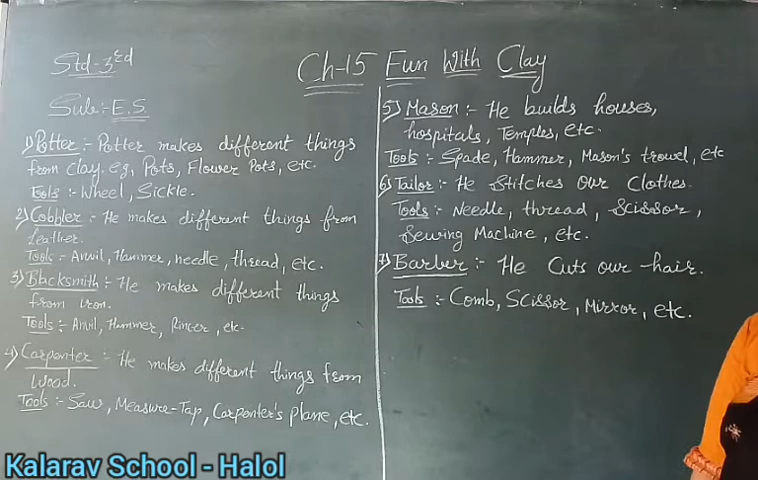 Std-3rd
Ch-15 Fun With Clay
Sub:- E.S.
1) Potter :- Potter makes different things
from clay. e.g, Pots, Flower Pots, etc.
Tools :- Wheel, Sickle.
2) Cobbler :- He makes different things from
leather.
Tools :- Anvil, Hammer, needle, thread, etc.
3) Blacksmith :- He makes different things
from iron.
Tools :- Anvil, Hammer, Pincer, etc.
4) Carpenter :- He makes different things from
Wood.
Tools :- Saw, Measure-Tap, Carpenter's plane, etc.
5) Mason :- He builds houses,
hospitals, Temples, etc.
Tools :- Spade, Hammer, Mason's trowel, etc
6) Tailor :- He Stitches our Clothes.
Tools :- Needle, thread, Scissor,
Sewing Machine, etc.
7) Barber :- He Cuts our hair.
Tools :- Comb, Scissor, Mirror, etc.
Kalarav School - Halol